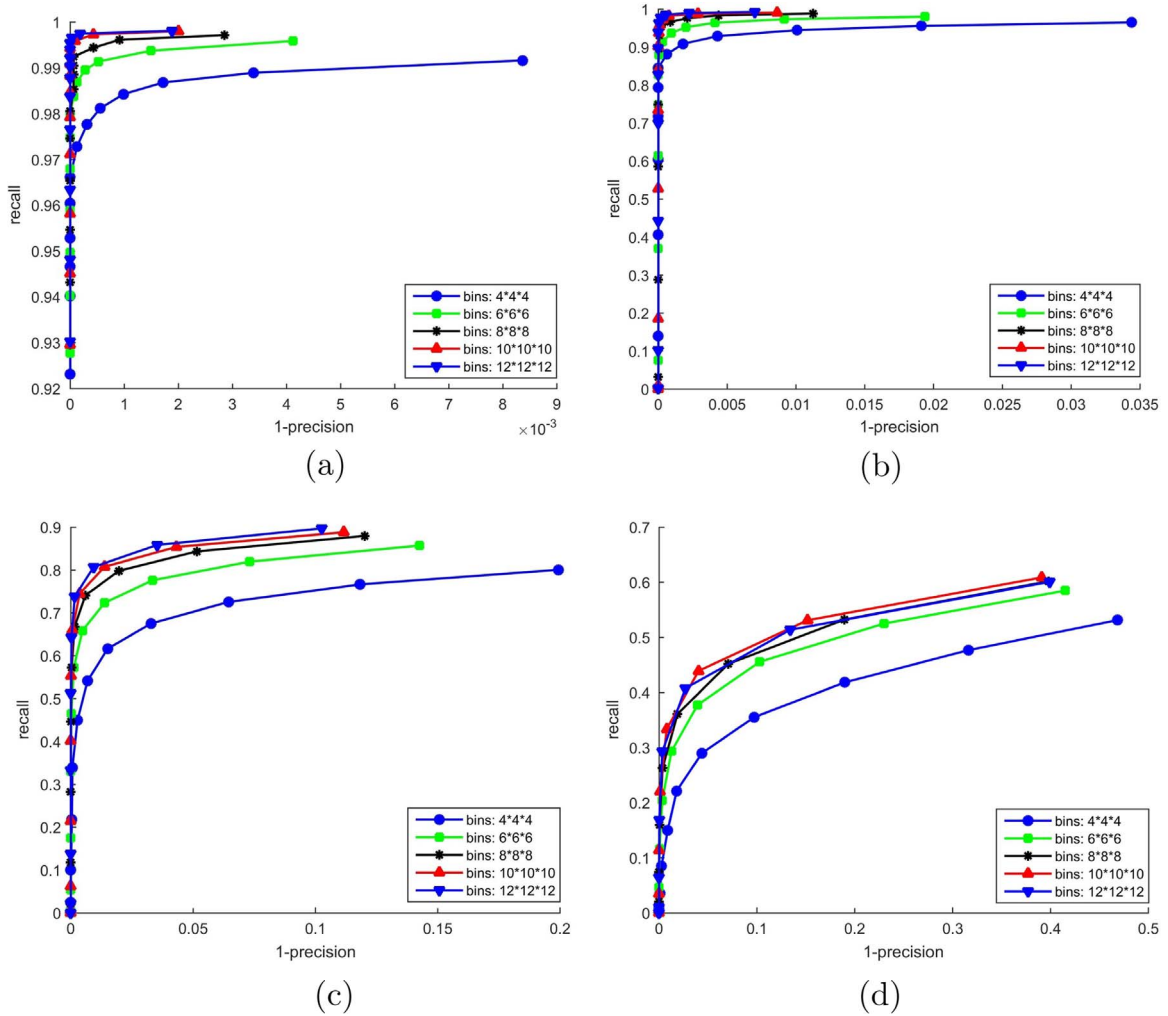 1
0.99
0.98
0.97
0.96
0.95
0.94
0.93
0.92
recall
0 1 2 3 4 5 6 7 8 9
1-precision ×10⁻³
bins: 4*4*4
bins: 6*6*6
bins: 8*8*8
bins: 10*10*10
bins: 12*12*12
(a)
1
0.9
0.8
0.7
0.6
0.5
0.4
0.3
0.2
0.1
0
recall
0 0.005 0.01 0.015 0.02 0.025 0.03 0.035
1-precision
bins: 4*4*4
bins: 6*6*6
bins: 8*8*8
bins: 10*10*10
bins: 12*12*12
(b)
0.9
0.8
0.7
0.6
0.5
0.4
0.3
0.2
0.1
0
recall
0 0.05 0.1 0.15 0.2
1-precision
bins: 4*4*4
bins: 6*6*6
bins: 8*8*8
bins: 10*10*10
bins: 12*12*12
(c)
0.7
0.6
0.5
0.4
0.3
0.2
0.1
0
recall
0 0.1 0.2 0.3 0.4 0.5
1-precision
bins: 4*4*4
bins: 6*6*6
bins: 8*8*8
bins: 10*10*10
bins: 12*12*12
(d)